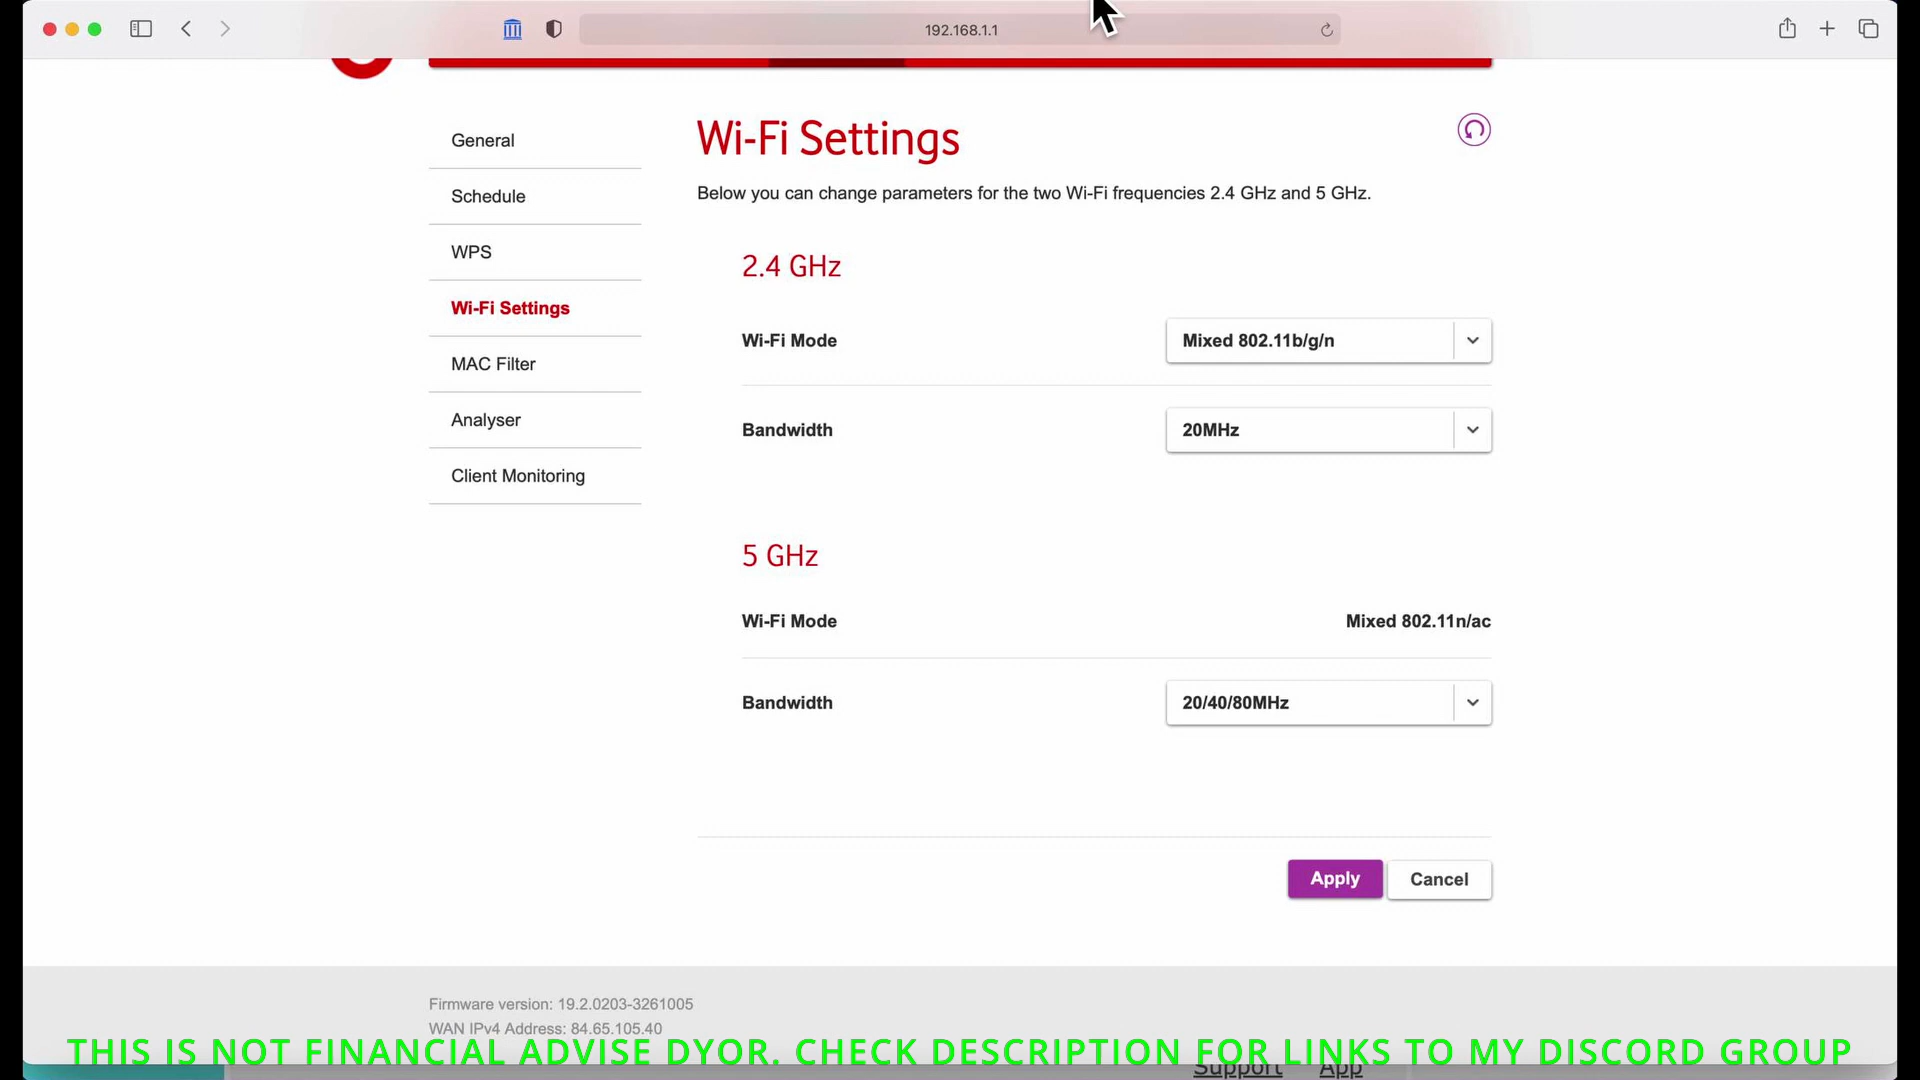 192.168.1.1
General
Schedule
WPS
Wi-Fi Settings
MAC Filter
Analyser
Client Monitoring
Wi-Fi Settings
Below you can change parameters for the two Wi-Fi frequencies 2.4 GHz and 5 GHz.
2.4 GHz
Wi-Fi Mode
Mixed 802.11b/g/n
Bandwidth
20MHz
5 GHz
Wi-Fi Mode
Mixed 802.11n/ac
Bandwidth
20/40/80MHz
Apply
Cancel
Firmware version: 19.2.0203-3261005
WAN IPv4 Address: 84.65.105.40
THIS IS NOT FINANCIAL ADVISE DYOR. CHECK DESCRIPTION FOR LINKS TO MY DISCORD GROUP
Support App